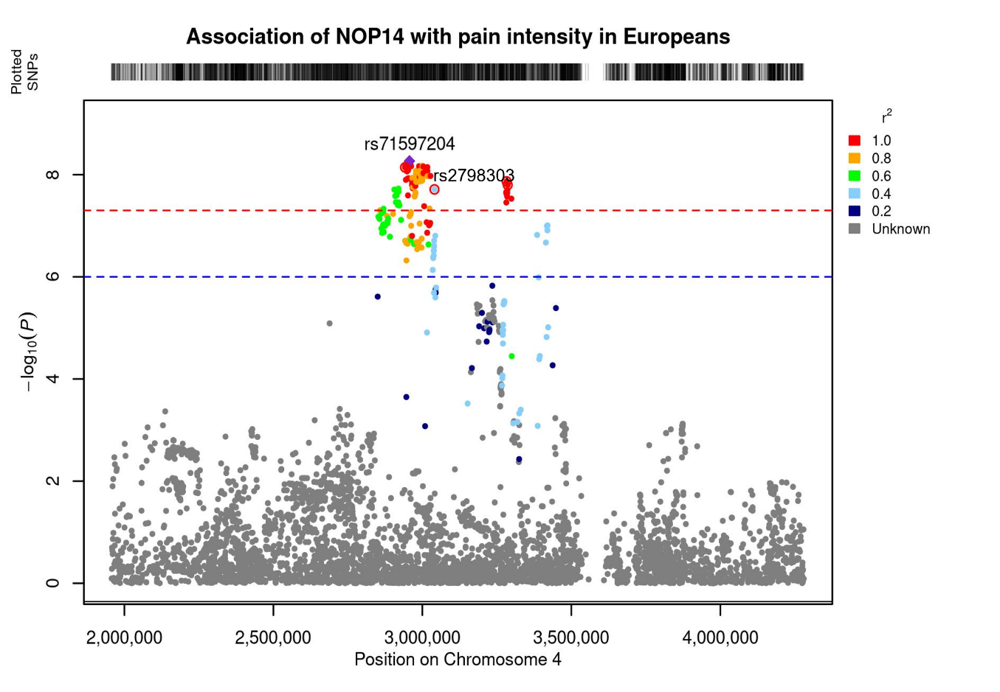 Association of NOP14 with pain intensity in Europeans
Plotted
SNPs
r²
1.0
0.8
0.6
0.4
0.2
Unknown
rs71597204
rs2798303
−log₁₀(P)
8
6
4
2
0
2,000,000 2,500,000 3,000,000 3,500,000 4,000,000
Position on Chromosome 4